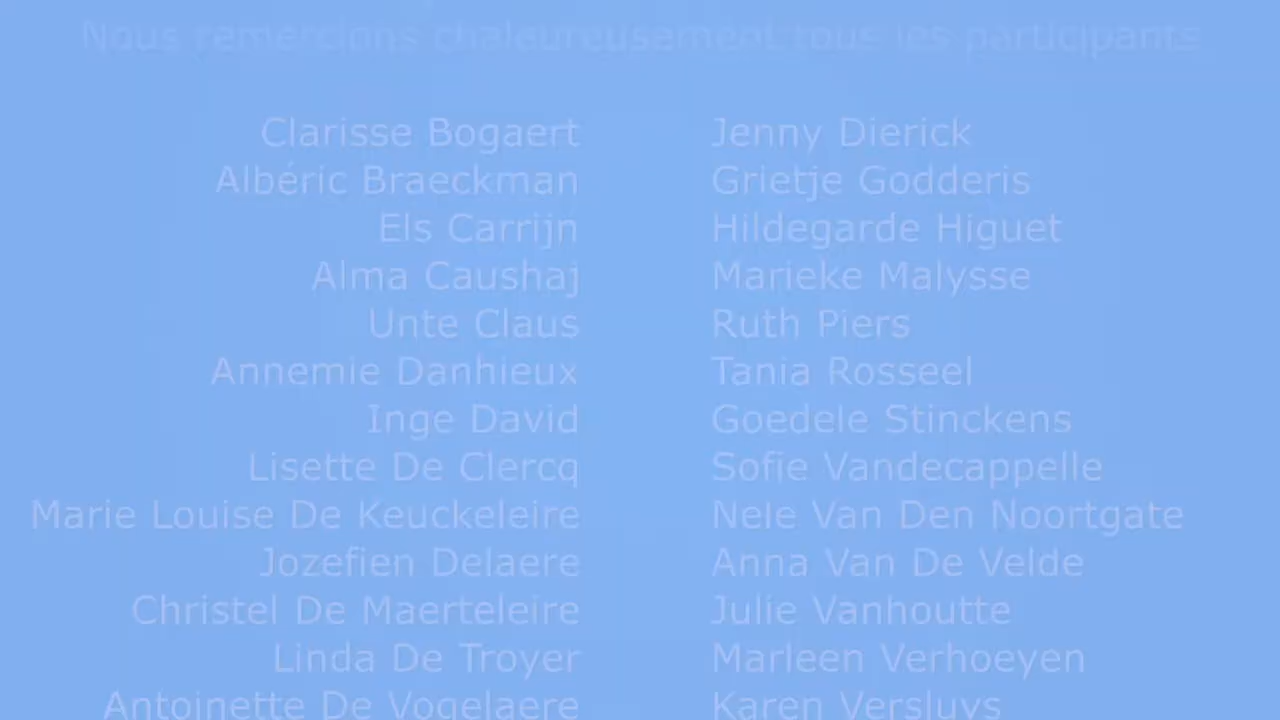 Nous remercions chaleureusement tous les participants
Clarisse Bogaert
Albéric Braeckman
Els Carrijn
Alma Caushaj
Unte Claus
Annemie Danhieux
Inge David
Lisette De Clercq
Marie Louise De Keuckeleire
Jozefien Delaere
Christel De Maerteleire
Linda De Troyer
Antoinette De Vogelaere
Jenny Dierick
Grietje Godderis
Hildegarde Higuet
Marieke Malysse
Ruth Piers
Tania Rosseel
Goedele Stinckens
Sofie Vandecappelle
Nele Van Den Noortgate
Anna Van De Velde
Julie Vanhoutte
Marleen Verhoeyen
Karen Versluys